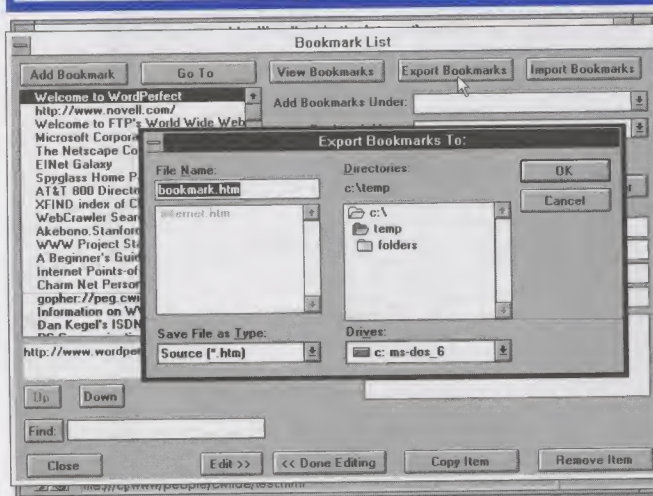 Bookmark List
Add Bookmark Go To View Bookmarks Export Bookmarks Import Bookmarks
Welcome to WordPerfect
http://www.novell.com/
Welcome to FTP's World Wide Web
Microsoft Corpora
The Netscape Co
EINet Galaxy
Spyglass Home P
AT&T 800 Directo
XFIND index of C
WebCrawler Sear
Akebono.Stanford
WWW Project St
A Beginner's Guid
Internet Points-of
Charm Net Person
gopher://peg.cwi
Information on W
Dan Kegel's ISDN
Add Bookmarks Under:
Export Bookmarks To:
File Name:
bookmark.htm
internet.htm
Save File as Type:
Source (*.htm)
Directories:
c:\temp
c:\
temp
folders
Drives:
c: ms-dos_6
OK
Cancel
http://www.wordpe
Up Down
Find:
Close Edit >> << Done Editing Copy Item Remove Item